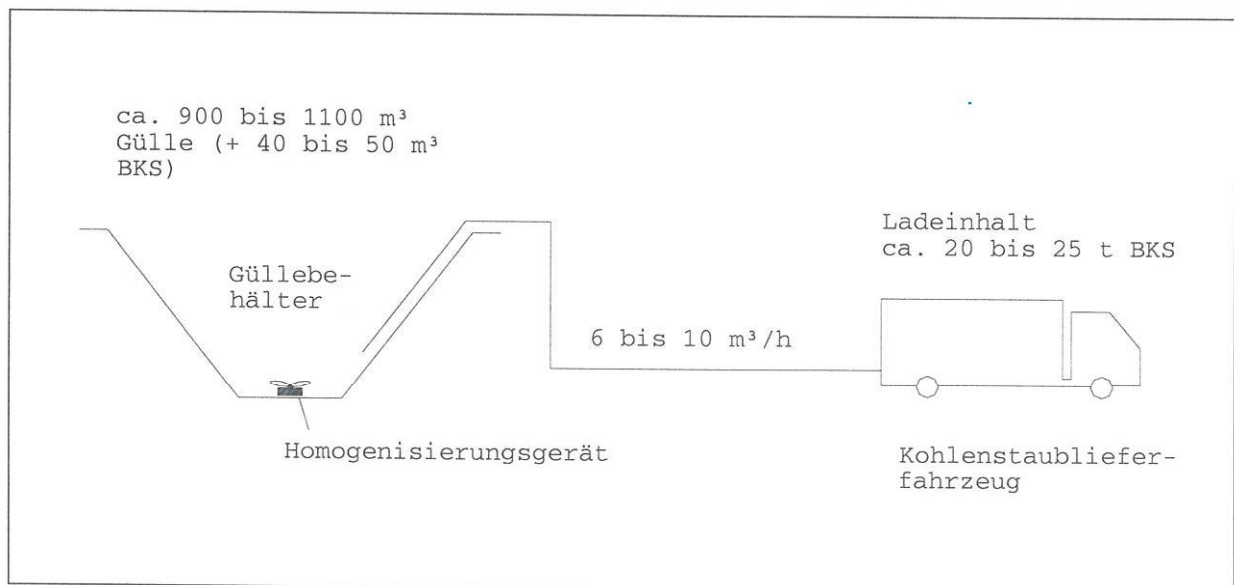 ca. 900 bis 1100 m³
Gülle (+ 40 bis 50 m³
BKS)
Güllebe-
hälter
Homogenisierungsgerät
6 bis 10 m³/h
Ladeinhalt
ca. 20 bis 25 t BKS
Kohlenstaubliefer-
fahrzeug